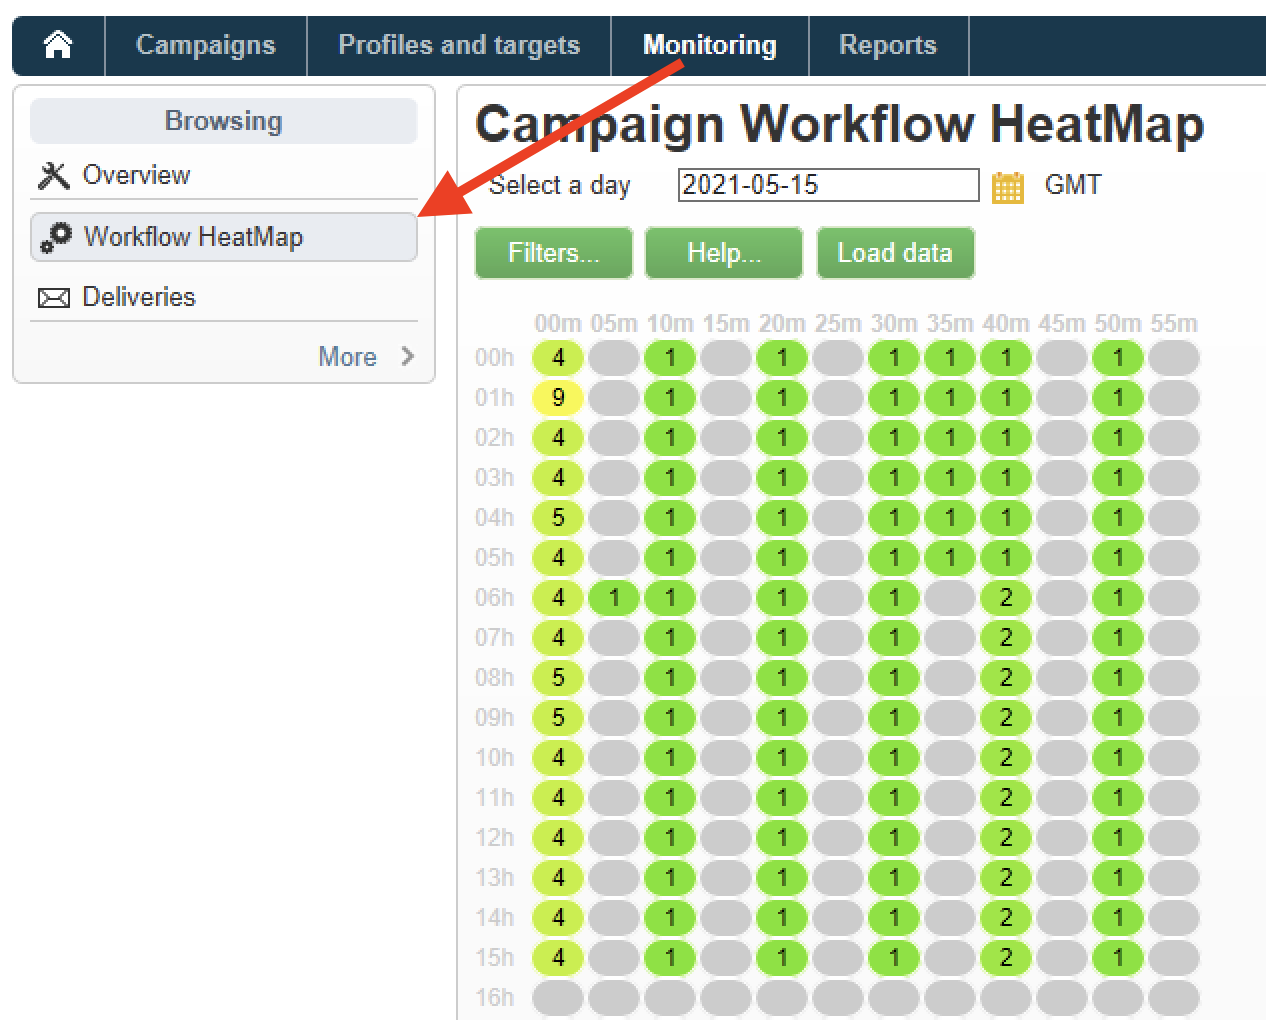 Campaigns Profiles and targets Monitoring Reports
Browsing
Overview
Workflow HeatMap
Deliveries
More
Campaign Workflow HeatMap
Select a day 2021-05-15 GMT
Filters... Help... Load data
00m 05m 10m 15m 20m 25m 30m 35m 40m 45m 50m 55m
00h 4 1 1 1 1 1 1
01h 9 1 1 1 1 1 1
02h 4 1 1 1 1 1 1
03h 4 1 1 1 1 1 1
04h 5 1 1 1 1 1 1
05h 4 1 1 1 1 1 1
06h 4 1 1 1 1 2 1
07h 4 1 1 1 2 1
08h 5 1 1 1 2 1
09h 5 1 1 1 2 1
10h 4 1 1 1 2 1
11h 4 1 1 1 2 1
12h 4 1 1 1 2 1
13h 4 1 1 1 2 1
14h 4 1 1 1 2 1
15h 4 1 1 1 2 1
16h